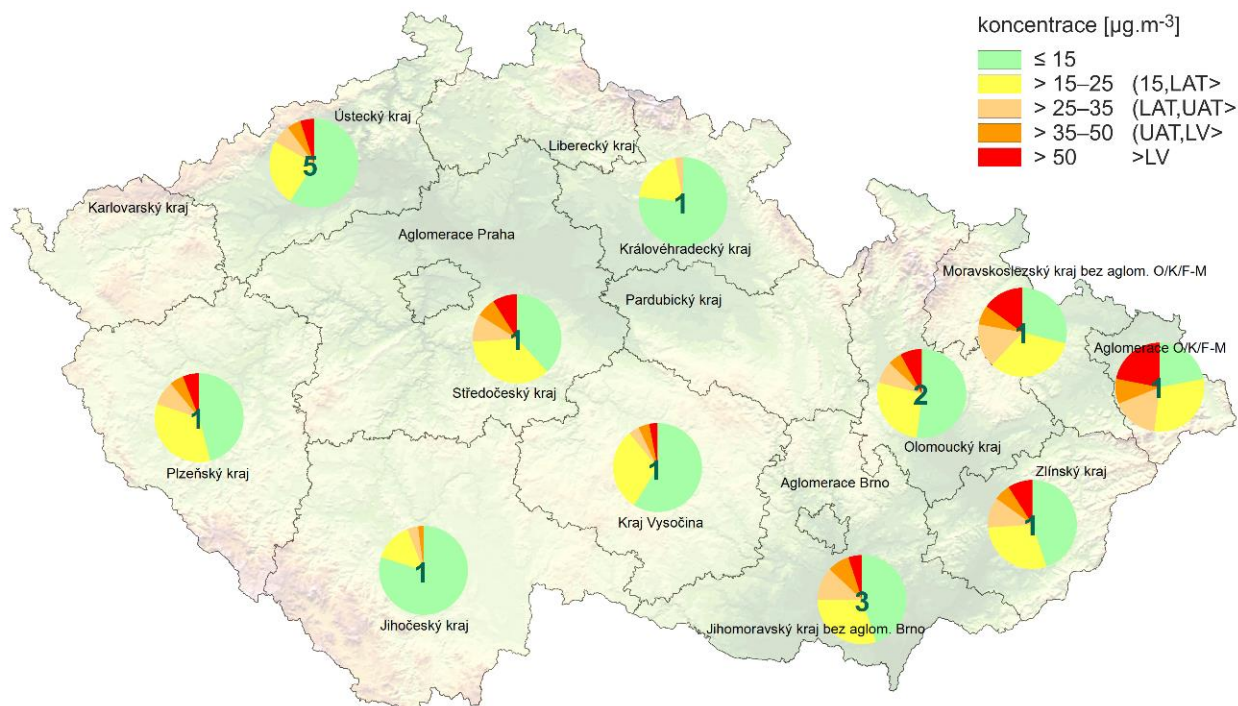 koncentrace [µg.m-3]
≤ 15
> 15–25 (15,LAT>
> 25–35 (LAT,UAT>
> 35–50 (UAT,LV>
> 50 >LV
Ústecký kraj
5
Liberecký kraj
Karlovarský kraj
1
Královéhradecký kraj
Aglomerace Praha
Moravskoslezský kraj bez aglom. O/K/F-M
Pardubický kraj
1
1
Aglomerace O/K/F-M
Středočeský kraj
1
2
1
Plzeňský kraj
Olomoucký kraj
1
Kraj Vysočina
Aglomerace Brno
Zlínský kraj
1
1
Jihočeský kraj
3
Jihomoravský kraj bez aglom. Brno